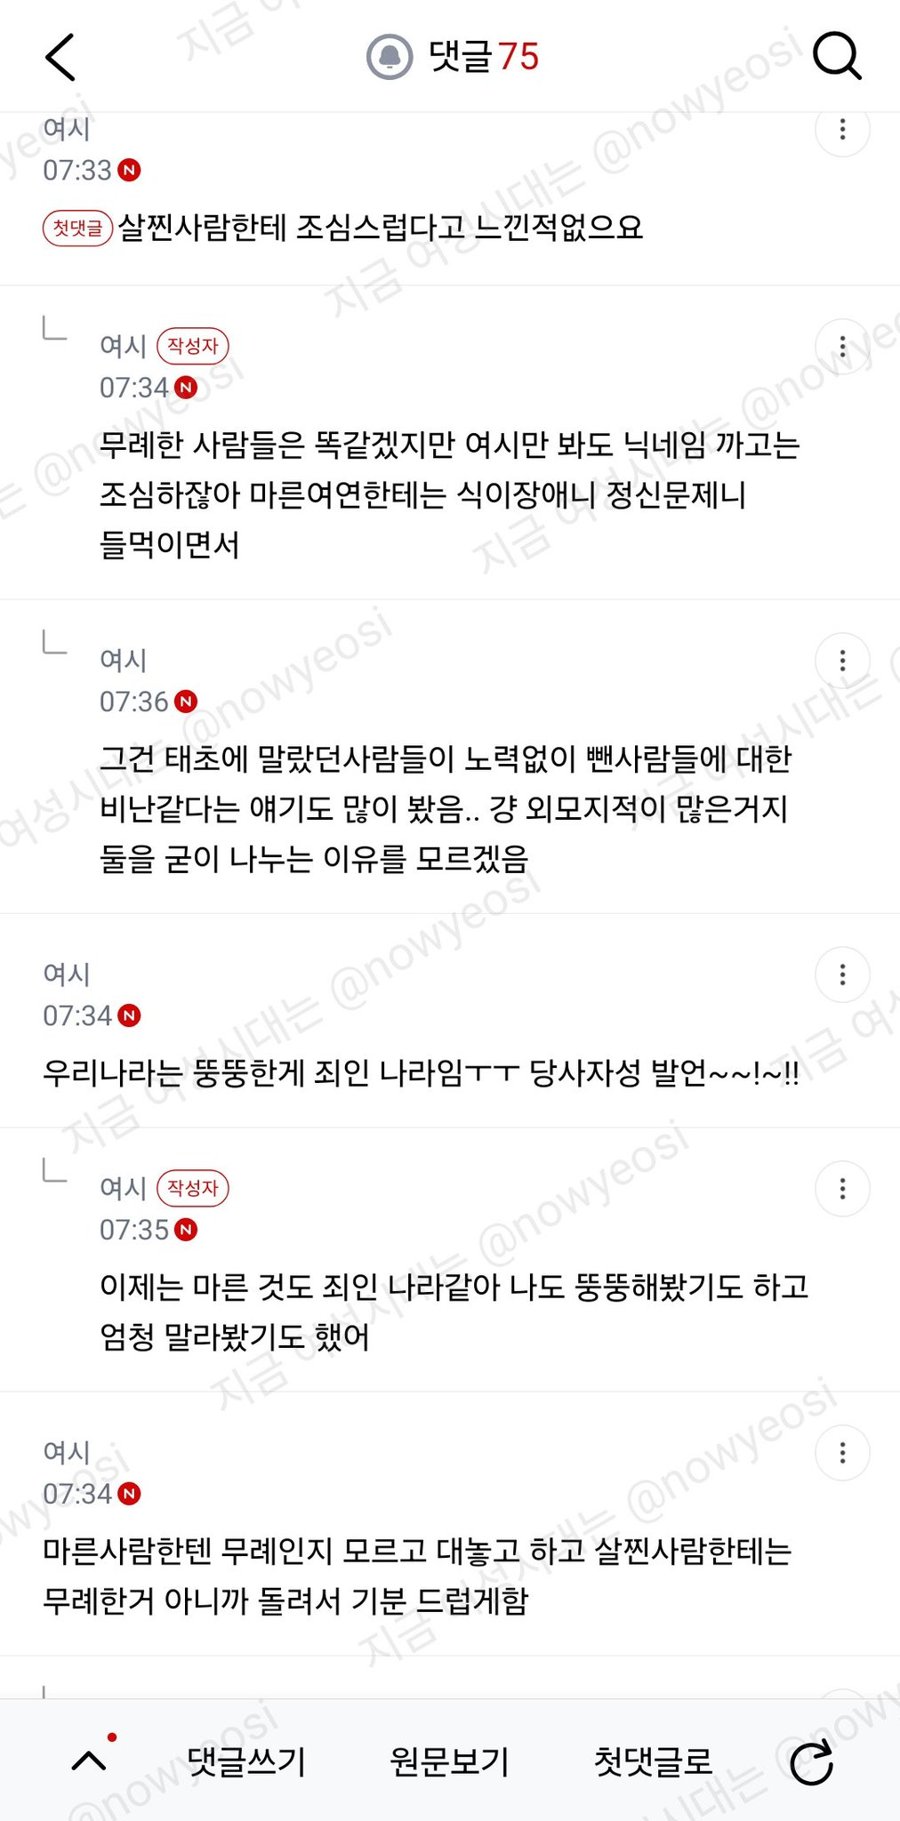 댓글 75
여시
07:33 N
첫댓글 살찐사람한테 조심스럽다고 느낀적없으요
여시 작성자
07:34 N
무례한 사람들은 똑같겠지만 여시만 봐도 닉네임 까고는
조심하잖아 마른여연한테는 식이장애니 정신문제니
들먹이면서
여시
07:36 N
그건 태초에 말랐던사람들이 노력없이 뺀사람들에 대한
비난같다는 얘기도 많이 봤음.. 걍 외모지적이 많은거지
둘을 굳이 나누는 이유를 모르겠음
여시
07:34 N
우리나라는 뚱뚱한게 죄인 나라임ㅜㅜ 당사자성 발언~~!~!!
여시 작성자
07:35 N
이제는 마른 것도 죄인 나라같아 나도 뚱뚱해봤기도 하고
엄청 말라봤기도 했어
여시
07:34 N
마른사람한텐 무례인지 모르고 대놓고 하고 살찐사람한테는
무례한거 아니까 돌려서 기분 드럽게함
댓글쓰기 원문보기 첫댓글로
지금 여성시대는 @nowyeosi